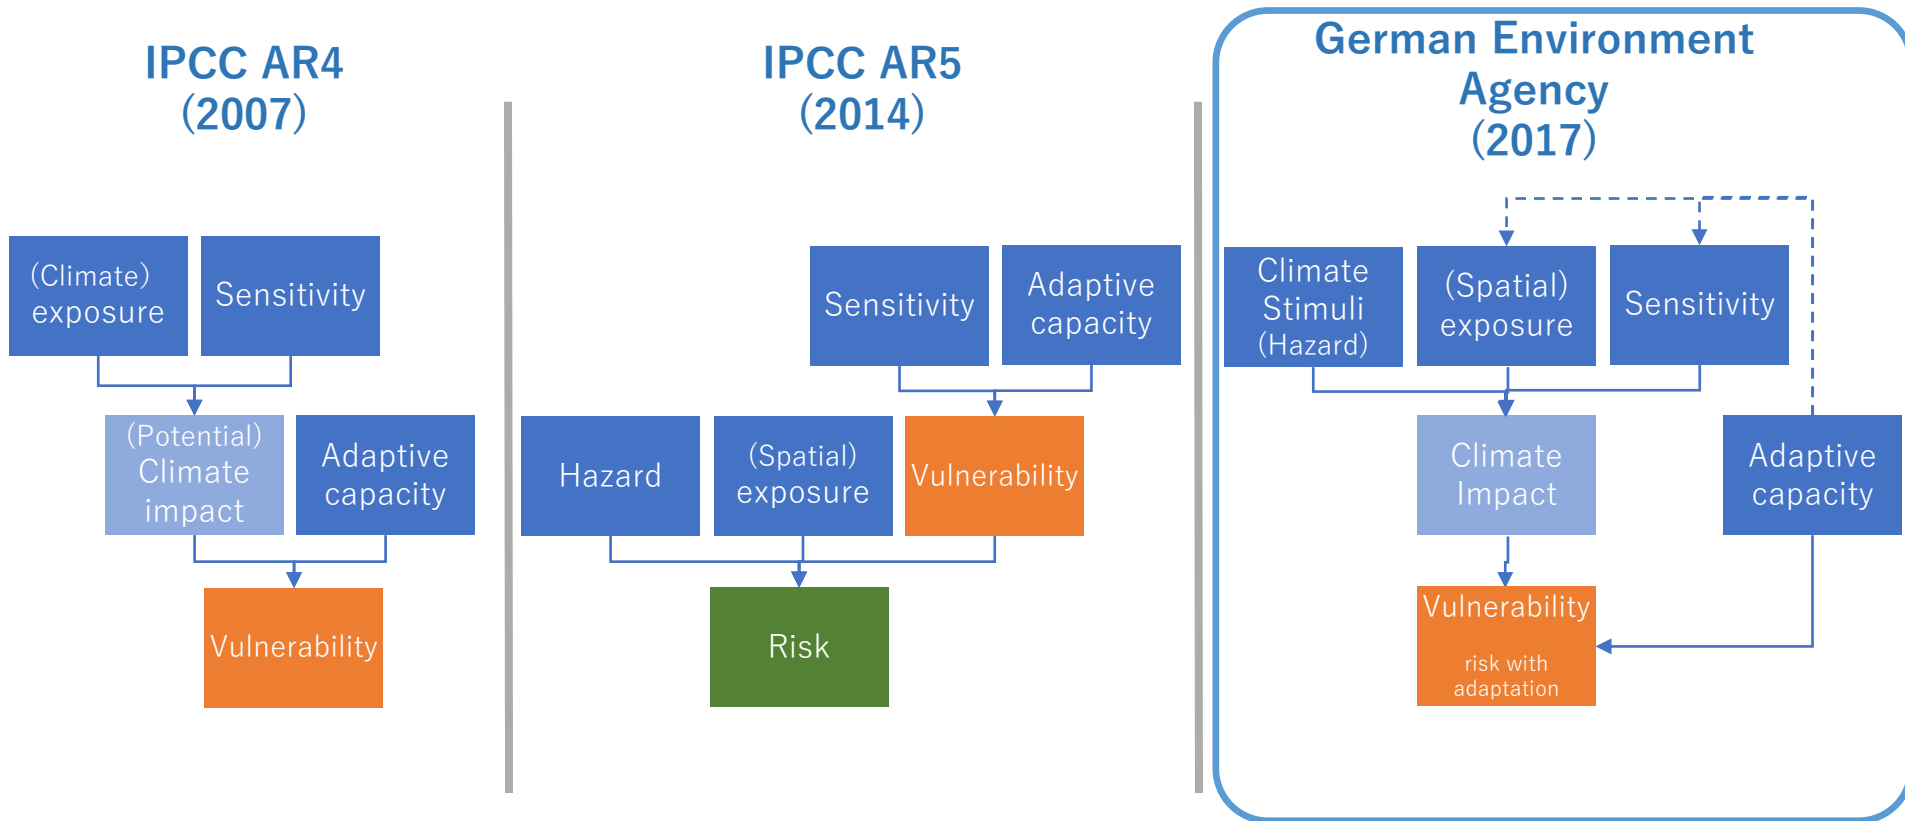 IPCC AR4
(2007)
(Climate)
exposure
Sensitivity
(Potential)
Climate
impact
Adaptive
capacity
Vulnerability
IPCC AR5
(2014)
Sensitivity
Adaptive
capacity
Hazard
(Spatial)
exposure
Vulnerability
Risk
German Environment
Agency
(2017)
Climate
Stimuli
(Hazard)
(Spatial)
exposure
Sensitivity
Climate
Impact
Adaptive
capacity
Vulnerability
risk with
adaptation